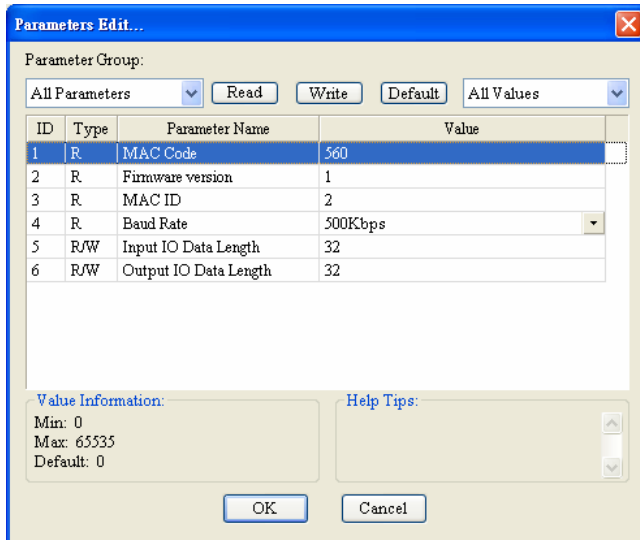 Parameters Edit...
Parameter Group:
All Parameters Read Write Default All Values
ID Type Parameter Name Value
1 R MAC Code 560
2 R Firmware version 1
3 R MAC ID 2
4 R Baud Rate 500Kbps
5 R/W Input IO Data Length 32
6 R/W Output IO Data Length 32
Value Information: Help Tips:
Min: 0
Max: 65535
Default: 0
OK Cancel